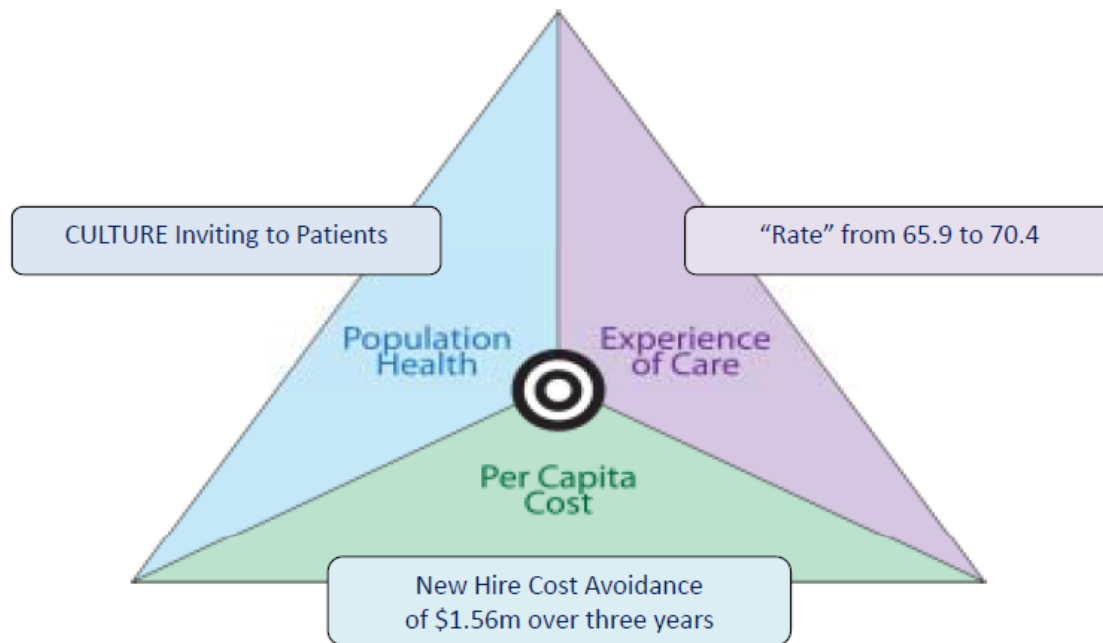 CULTURE Inviting to Patients
“Rate” from 65.9 to 70.4
Population
Health
Experience
of Care
Per Capita
Cost
New Hire Cost Avoidance
of $1.56m over three years